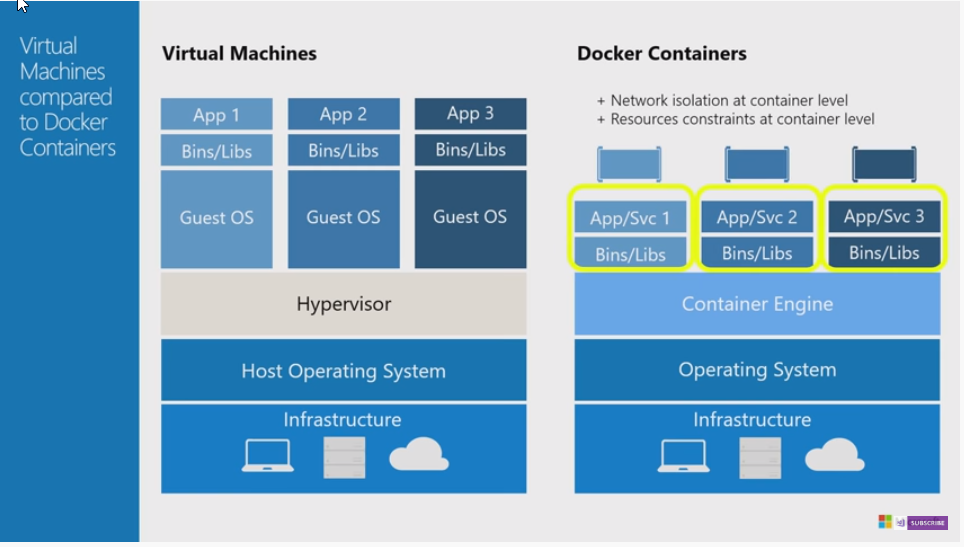 Virtual
Machines
compared
to Docker
Containers
Virtual Machines
App 1
App 2
App 3
Bins/Libs
Bins/Libs
Bins/Libs
Guest OS
Guest OS
Guest OS
Hypervisor
Host Operating System
Infrastructure
Docker Containers
+ Network isolation at container level
+ Resources constraints at container level
App/Svc 1
App/Svc 2
App/Svc 3
Bins/Libs
Bins/Libs
Bins/Libs
Container Engine
Operating System
Infrastructure
SUBSCRIBE